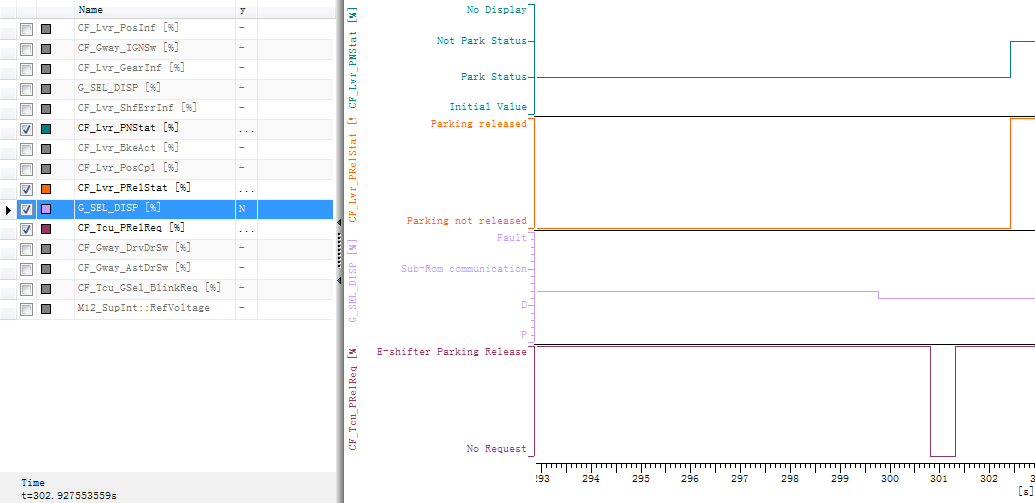 Name y
CF_Lvr_PosInf [%] -
CF_Gway_IGNSw [%] -
CF_Lvr_GearInf [%] -
G_SEL_DISP [%] -
CF_Lvr_ShfErrInf [%] -
CF_Lvr_PNStat [%] ...
CF_Lvr_BkeAct [%] -
CF_Lvr_PosCpl [%] -
CF_Lvr_PRelStat [%] ...
G_SEL_DISP [%] N
CF_Tcu_PRelReq [%] ...
CF_Gway_DrvDrSw [%] -
CF_Gway_AstDrSw [%] -
CF_Tcu_GSel_BlinkReq [%] -
M12_SupInt::RefVoltage -
Time
t=302.927553559s
CF_Lvr_PNStat [%]
No Display
Not Park Status
Park Status
Initial Value
CF_Lvr_PRelStat
Parking released
Parking not released
G_SEL_DISP [%]
Fault
Sub-Rom communication
D
P
CF_Tcu_PRelReq [%]
E-shifter Parking Release
No Request
293 294 295 296 297 298 299 300 301 302
[s]